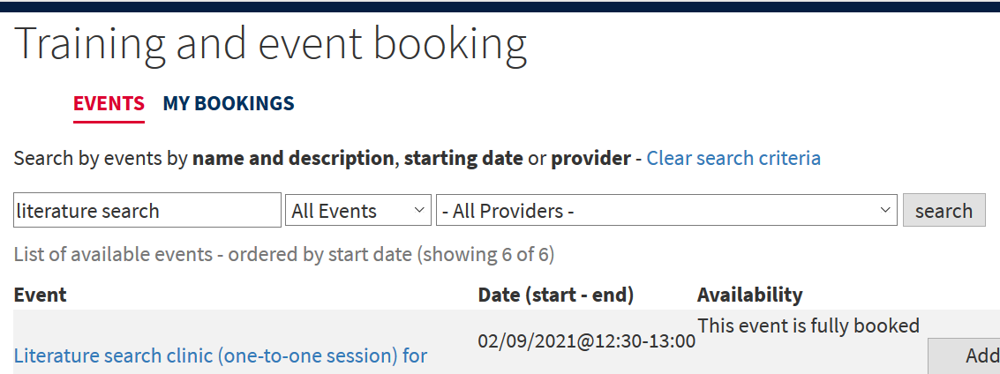 Training and event booking
EVENTS MY BOOKINGS
Search by events by name and description, starting date or provider - Clear search criteria
literature search All Events - All Providers - search
List of available events - ordered by start date (showing 6 of 6)
Event Date (start - end) Availability
This event is fully booked
02/09/2021@12:30-13:00
Literature search clinic (one-to-one session) for Add